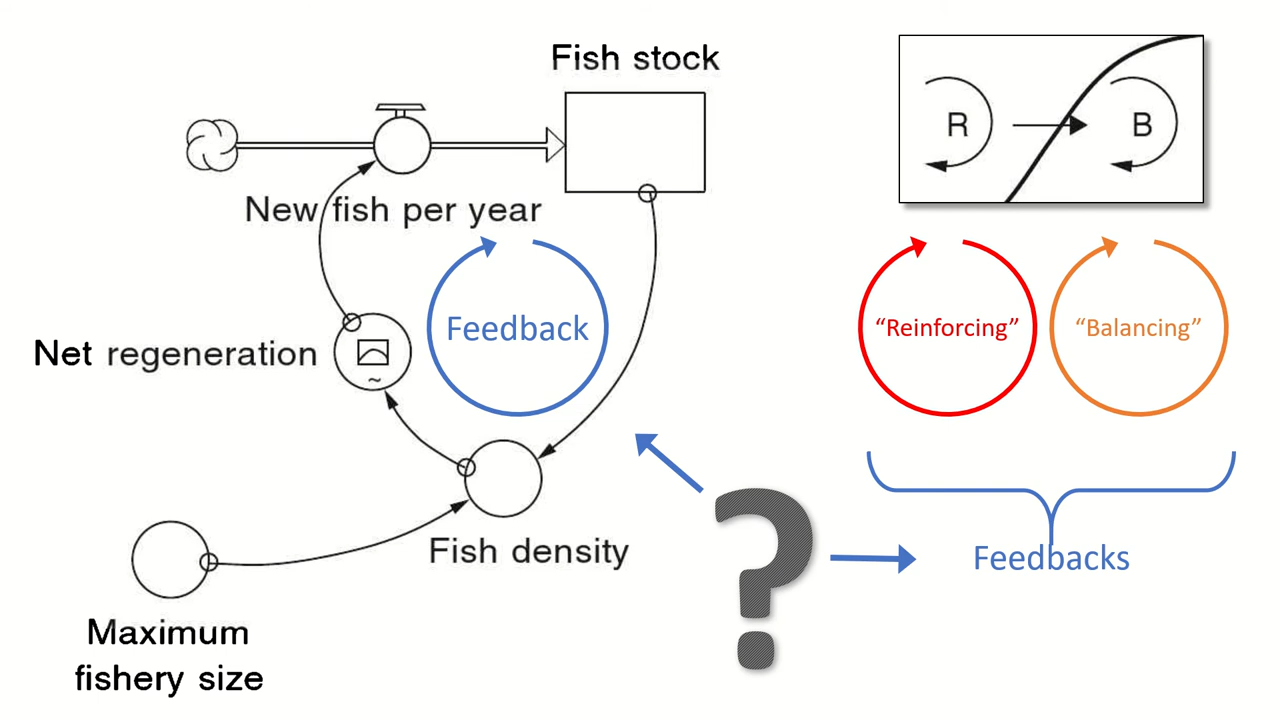 Fish stock
R
B
New fish per year
Feedback
“Reinforcing”
“Balancing”
Net regeneration
~
Fish density
?
Feedbacks
Maximum
fishery size